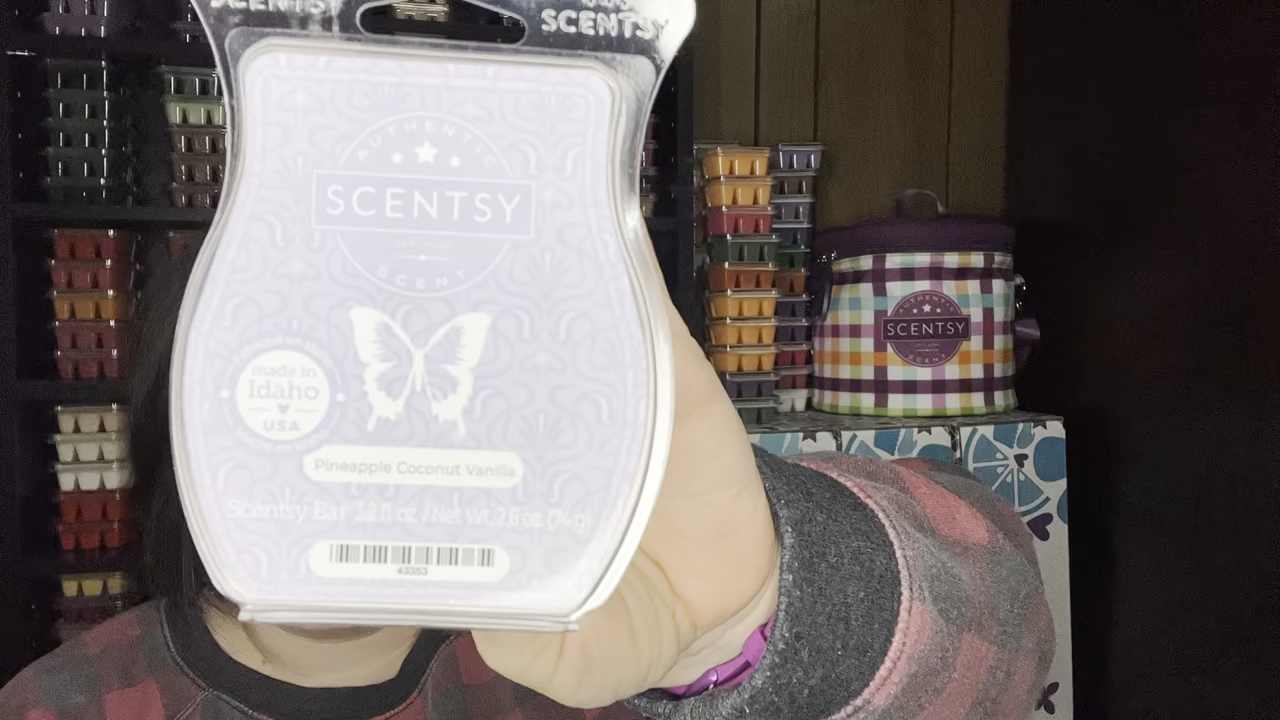 SCENTSY
SCENTSY
AUTHENTIC
SCENTSY
SCENT
made in
Idaho
USA
Pineapple Coconut Vanilla
Scentsy Bar 3.2 fl oz / Net Wt. 2.6 oz (74 g)
43353
AUTHENTIC
SCENTSY
SCENT